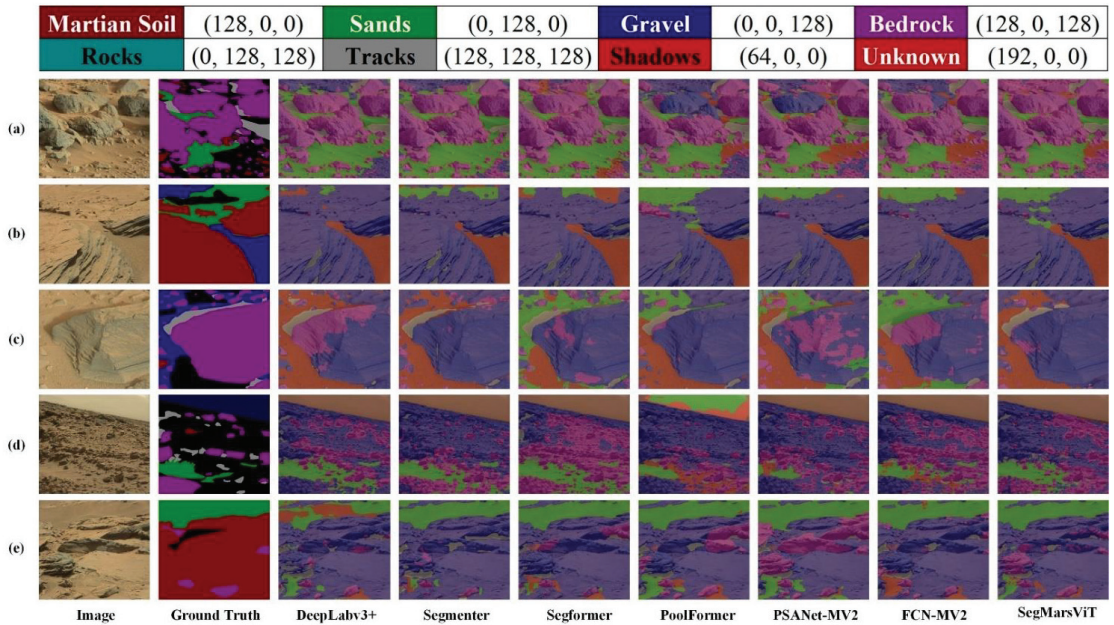 Martian Soil (128, 0, 0) Sands (0, 128, 0) Gravel (0, 0, 128) Bedrock (128, 0, 128)
Rocks (0, 128, 128) Tracks (128, 128, 128) Shadows (64, 0, 0) Unknown (192, 0, 0)
(a)
(b)
(c)
(d)
(e)
Image Ground Truth DeepLabv3+ Segmenter Segformer PoolFormer PSANet-MV2 FCN-MV2 SegMarsViT